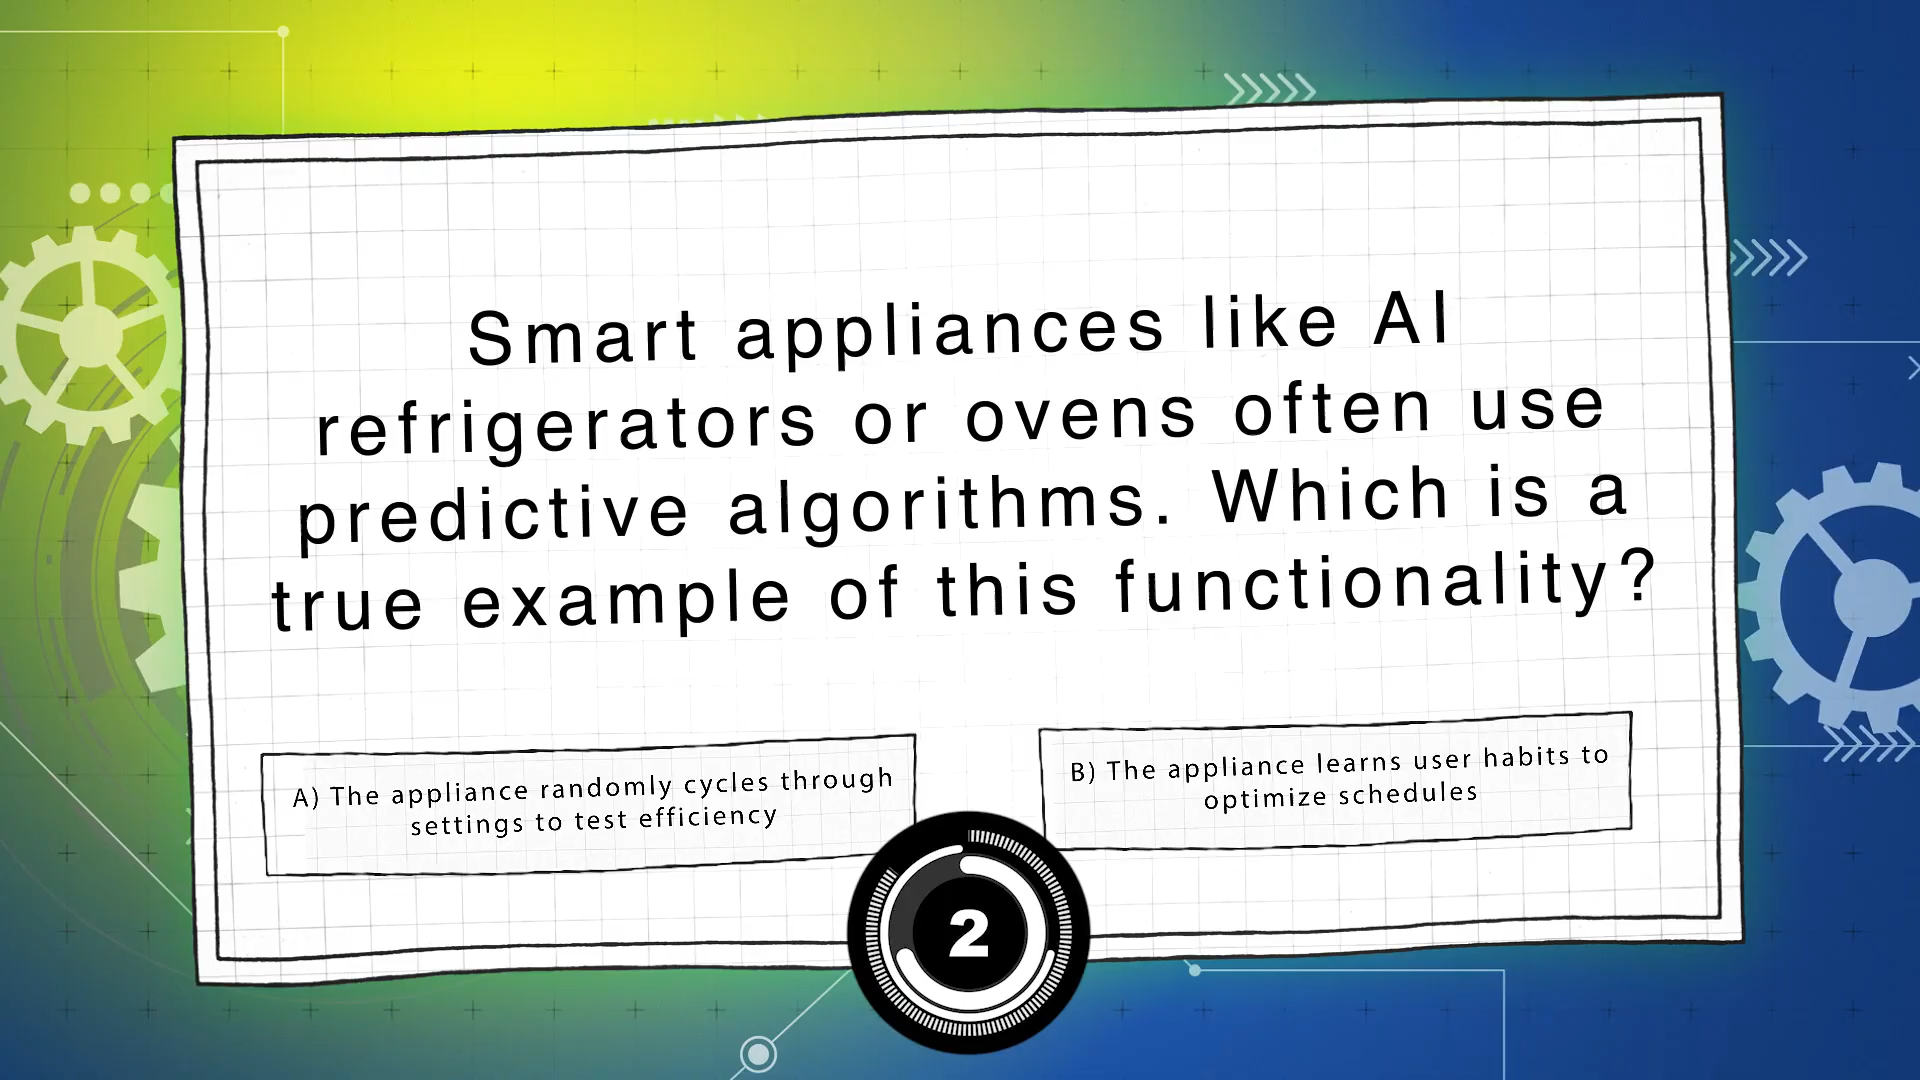 Smart appliances like AI
refrigerators or ovens often use
predictive algorithms. Which is a
true example of this functionality?
A) The appliance randomly cycles through
settings to test efficiency
B) The appliance learns user habits to
optimize schedules
2